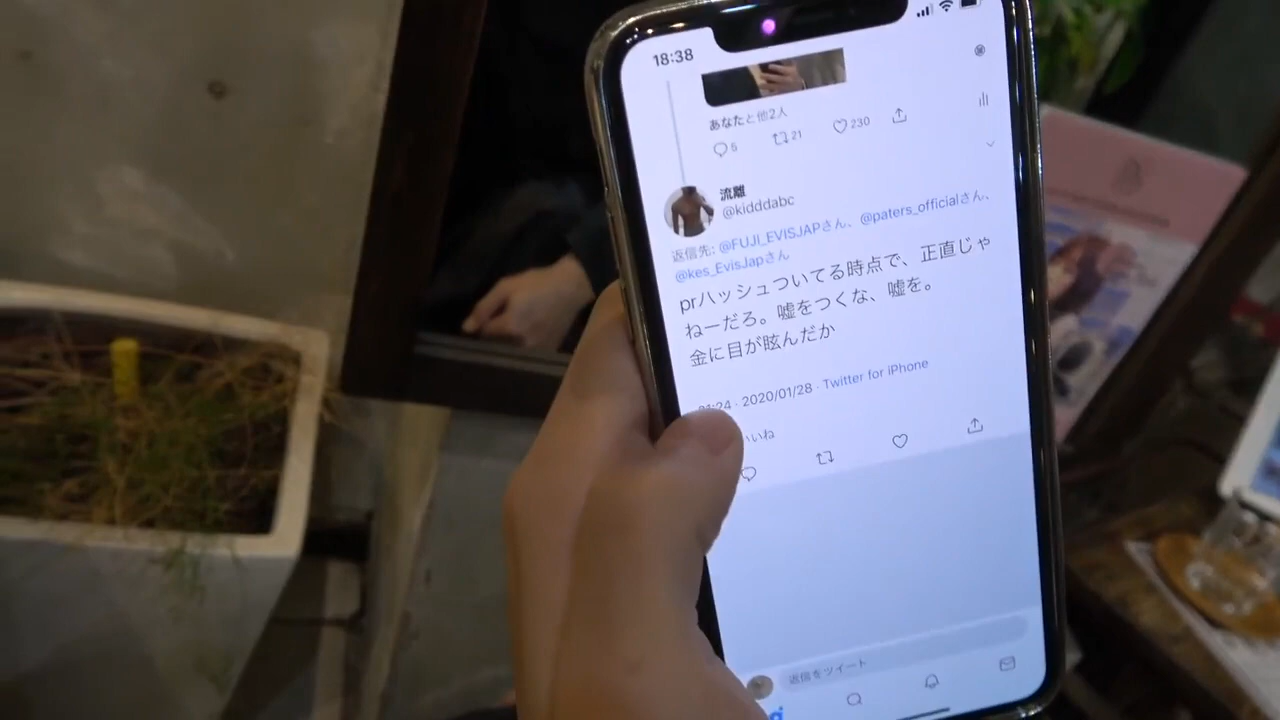 18:38
あなたと他2人
5 21 230
流離
@kidddabc
返信先: @FUJI_EVISJAPさん、@paters_officialさん、
@kes_EvisJapさん
prハッシュついてる時点で、正直じゃ
ねーだろ。嘘をつくな、嘘を。
金に目が眩んだか
· 2020/01/28 · Twitter for iPhone
いいね
返信をツイート